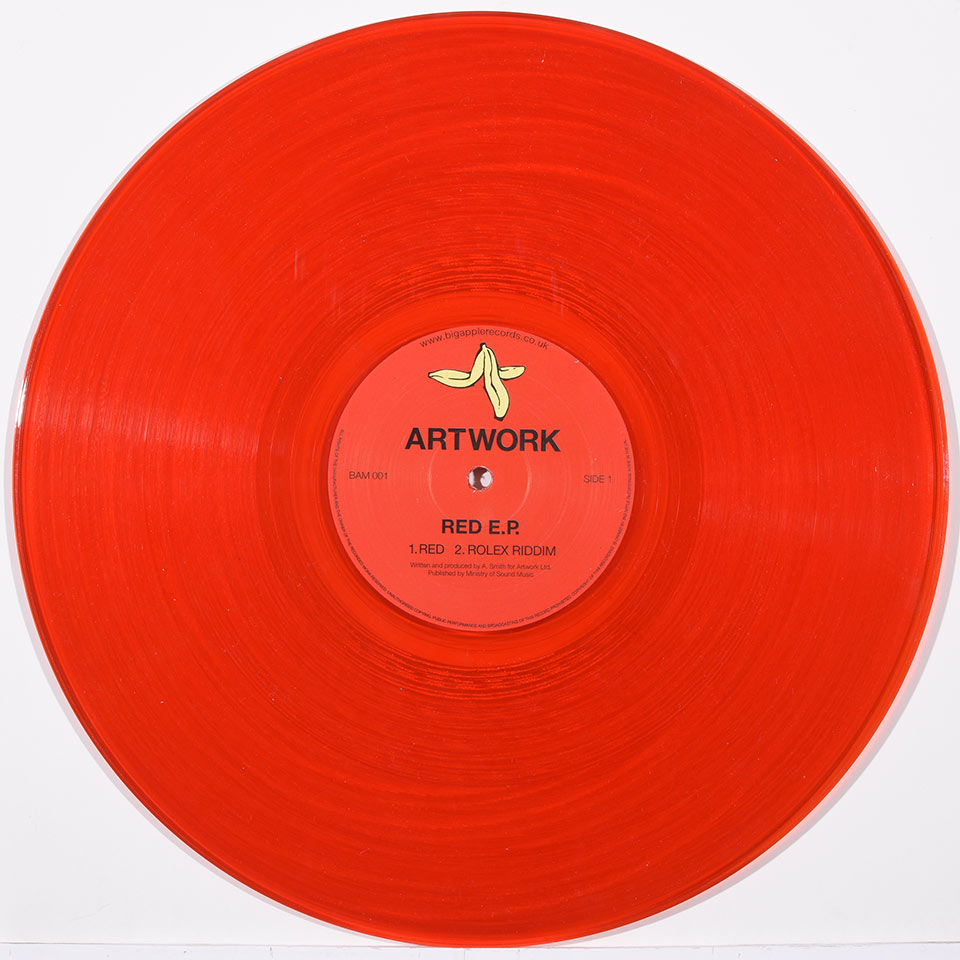 www.bigapplerecords.co.uk
ARTWORK
BAM 001
SIDE 1
RED E.P.
1.RED 2. ROLEX RIDDIM
Written and produced by A. Smith for Artwork Ltd.
Published by Ministry of Sound Music